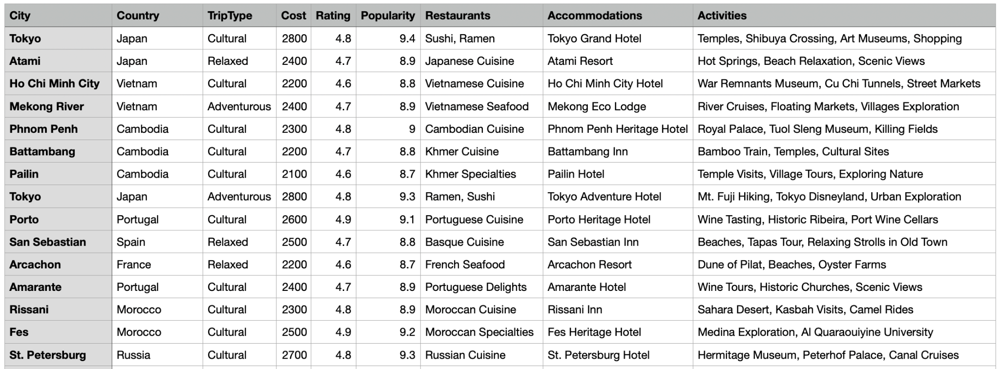 City Country TripType Cost Rating Popularity Restaurants Accommodations Activities
Tokyo Japan Cultural 2800 4.8 9.4 Sushi, Ramen Tokyo Grand Hotel Temples, Shibuya Crossing, Art Museums, Shopping
Atami Japan Relaxed 2400 4.7 8.9 Japanese Cuisine Atami Resort Hot Springs, Beach Relaxation, Scenic Views
Ho Chi Minh City Vietnam Cultural 2200 4.6 8.8 Vietnamese Cuisine Ho Chi Minh City Hotel War Remnants Museum, Cu Chi Tunnels, Street Markets
Mekong River Vietnam Adventurous 2400 4.7 8.9 Vietnamese Seafood Mekong Eco Lodge River Cruises, Floating Markets, Villages Exploration
Phnom Penh Cambodia Cultural 2300 4.8 9 Cambodian Cuisine Phnom Penh Heritage Hotel Royal Palace, Tuol Sleng Museum, Killing Fields
Battambang Cambodia Cultural 2200 4.7 8.8 Khmer Cuisine Battambang Inn Bamboo Train, Temples, Cultural Sites
Pailin Cambodia Cultural 2100 4.6 8.7 Khmer Specialties Pailin Hotel Temple Visits, Village Tours, Exploring Nature
Tokyo Japan Adventurous 2800 4.8 9.3 Ramen, Sushi Tokyo Adventure Hotel Mt. Fuji Hiking, Tokyo Disneyland, Urban Exploration
Porto Portugal Cultural 2600 4.9 9.1 Portuguese Cuisine Porto Heritage Hotel Wine Tasting, Historic Ribeira, Port Wine Cellars
San Sebastian Spain Relaxed 2500 4.7 8.8 Basque Cuisine San Sebastian Inn Beaches, Tapas Tour, Relaxing Strolls in Old Town
Arcachon France Relaxed 2200 4.6 8.7 French Seafood Arcachon Resort Dune of Pilat, Beaches, Oyster Farms
Amarante Portugal Cultural 2400 4.7 8.9 Portuguese Delights Amarante Hotel Wine Tours, Historic Churches, Scenic Views
Rissani Morocco Cultural 2300 4.8 8.9 Moroccan Cuisine Rissani Inn Sahara Desert, Kasbah Visits, Camel Rides
Fes Morocco Cultural 2500 4.9 9.2 Moroccan Specialties Fes Heritage Hotel Medina Exploration, Al Quaraouiyine University
St. Petersburg Russia Cultural 2700 4.8 9.3 Russian Cuisine St. Petersburg Hotel Hermitage Museum, Peterhof Palace, Canal Cruises